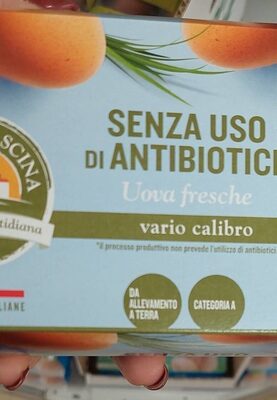 SENZA USO
DI ANTIBIOTICI
Uova fresche
vario calibro
*il processo produttivo non prevede l'utilizzo di antibiotici
SCINA
tidiana
DA
ALLEVAMENTO
A TERRA
CATEGORIA A
LIANE